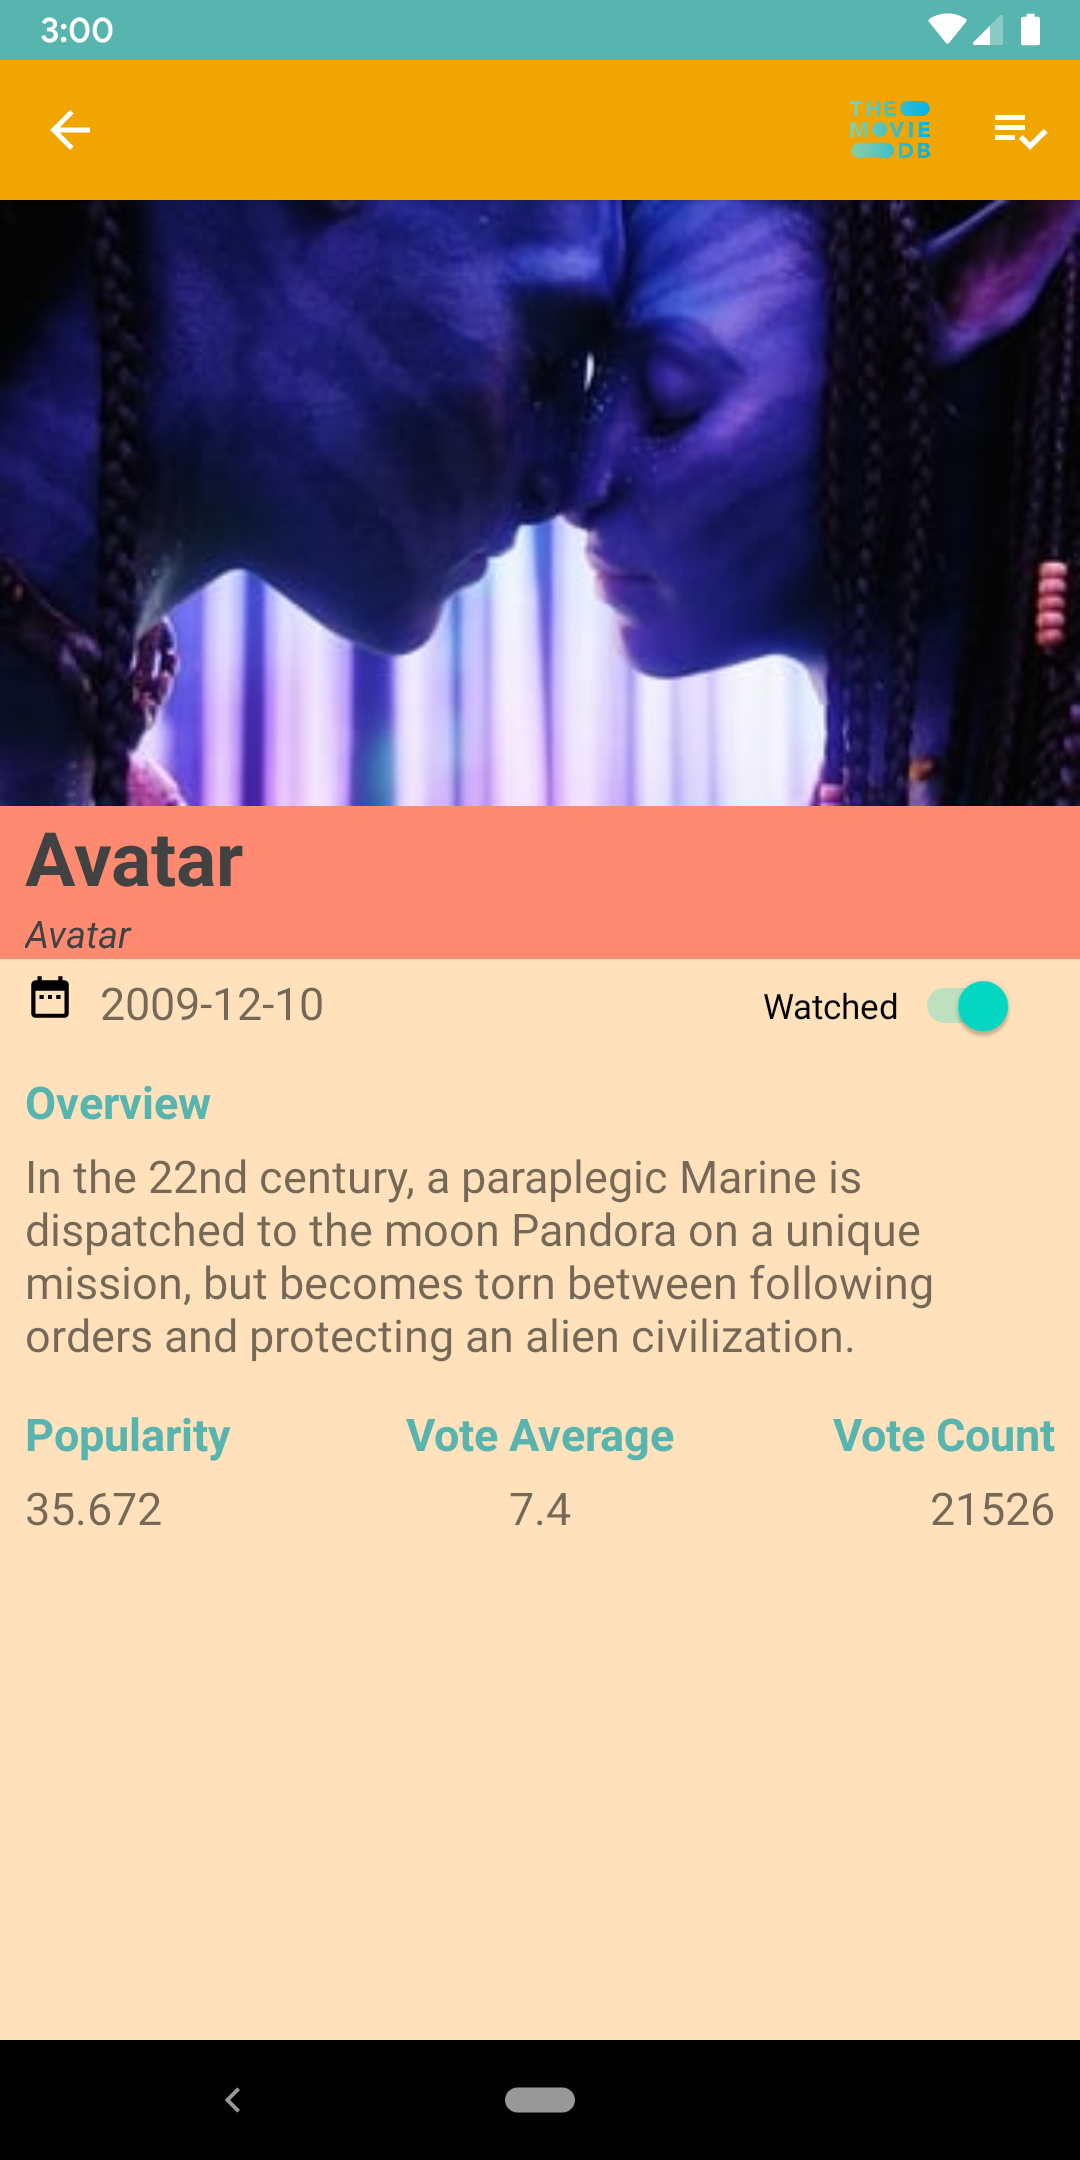 3:00
THE
MOVIE
DB
Avatar
Avatar
2009-12-10
Watched
Overview
In the 22nd century, a paraplegic Marine is
dispatched to the moon Pandora on a unique
mission, but becomes torn between following
orders and protecting an alien civilization.
Popularity Vote Average Vote Count
35.672 7.4 21526